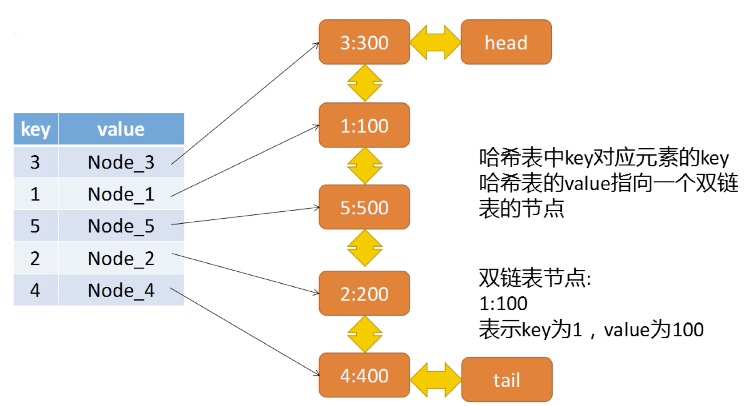 3:300 head
key value
1:100
3 Node_3
1 Node_1
5 Node_5
2 Node_2
4 Node_4
5:500
2:200
4:400 tail
哈希表中key对应元素的key
哈希表的value指向一个双链
表的节点
双链表节点:
1:100
表示key为1，value为100